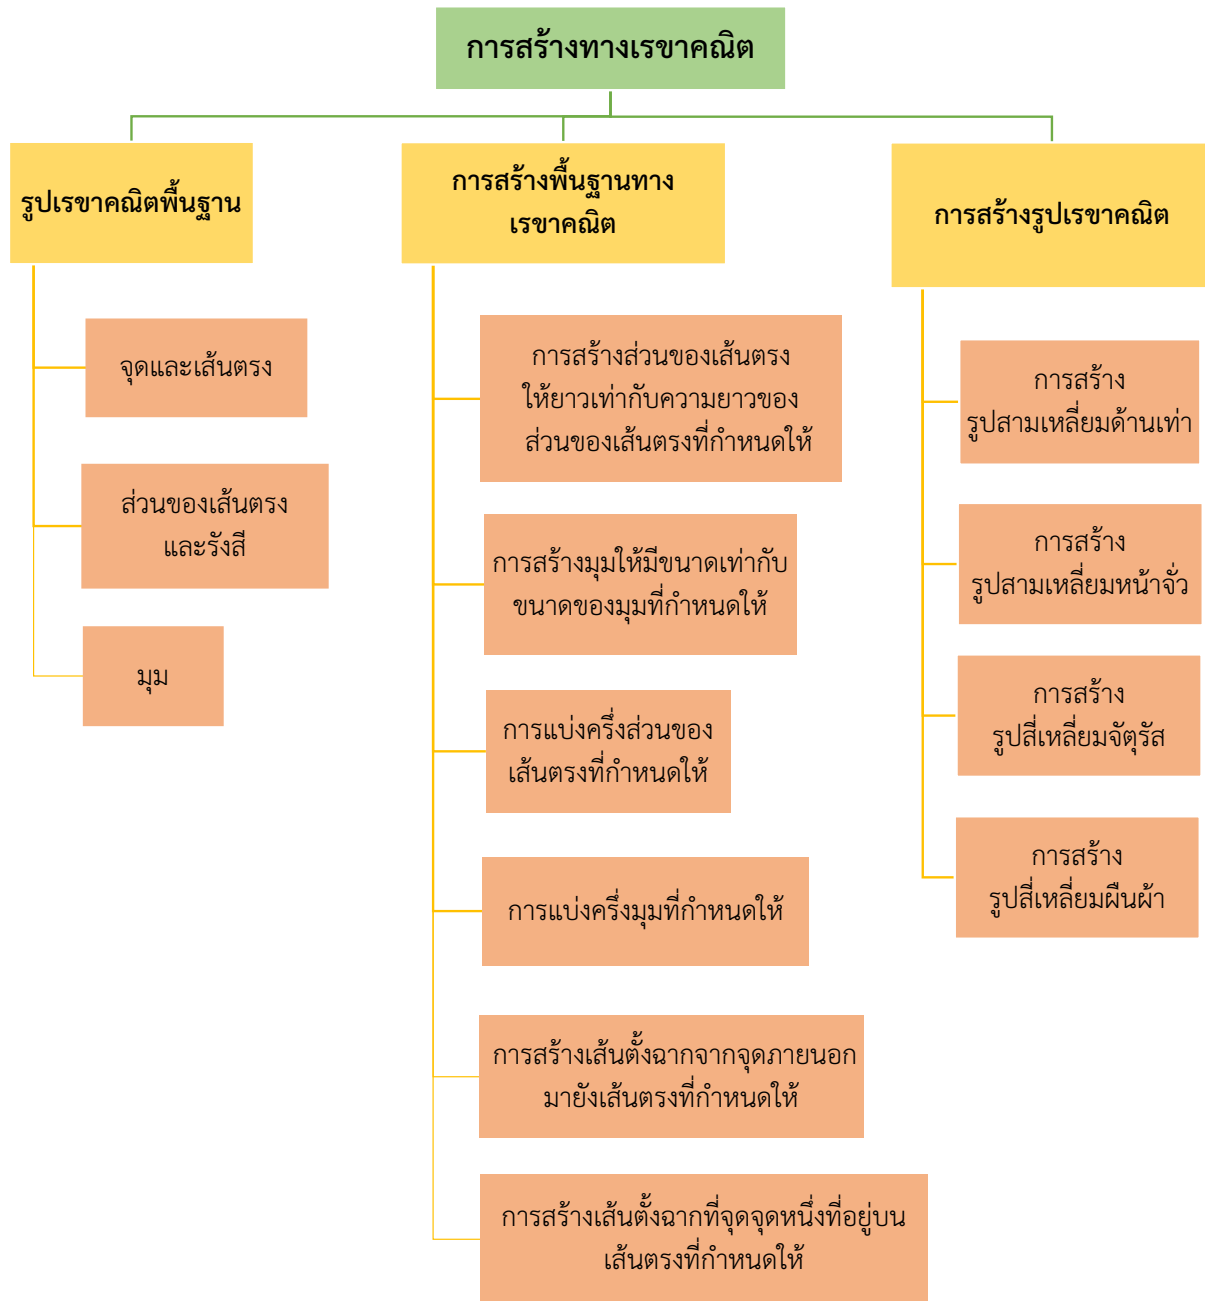 การสร้างทางเรขาคณิต
รูปเรขาคณิตพื้นฐาน
จุดและเส้นตรง
ส่วนของเส้นตรง
และรังสี
มุม
การสร้างพื้นฐานทาง
เรขาคณิต
การสร้างส่วนของเส้นตรง
ให้ยาวเท่ากับความยาวของ
ส่วนของเส้นตรงที่กำหนดให้
การสร้างมุมให้มีขนาดเท่ากับ
ขนาดของมุมที่กำหนดให้
การแบ่งครึ่งส่วนของ
เส้นตรงที่กำหนดให้
การแบ่งครึ่งมุมที่กำหนดให้
การสร้างเส้นตั้งฉากจากจุดภายนอก
มายังเส้นตรงที่กำหนดให้
การสร้างเส้นตั้งฉากที่จุดจุดหนึ่งที่อยู่บน
เส้นตรงที่กำหนดให้
การสร้างรูปเรขาคณิต
การสร้าง
รูปสามเหลี่ยมด้านเท่า
การสร้าง
รูปสามเหลี่ยมหน้าจั่ว
การสร้าง
รูปสี่เหลี่ยมจัตุรัส
การสร้าง
รูปสี่เหลี่ยมผืนผ้า